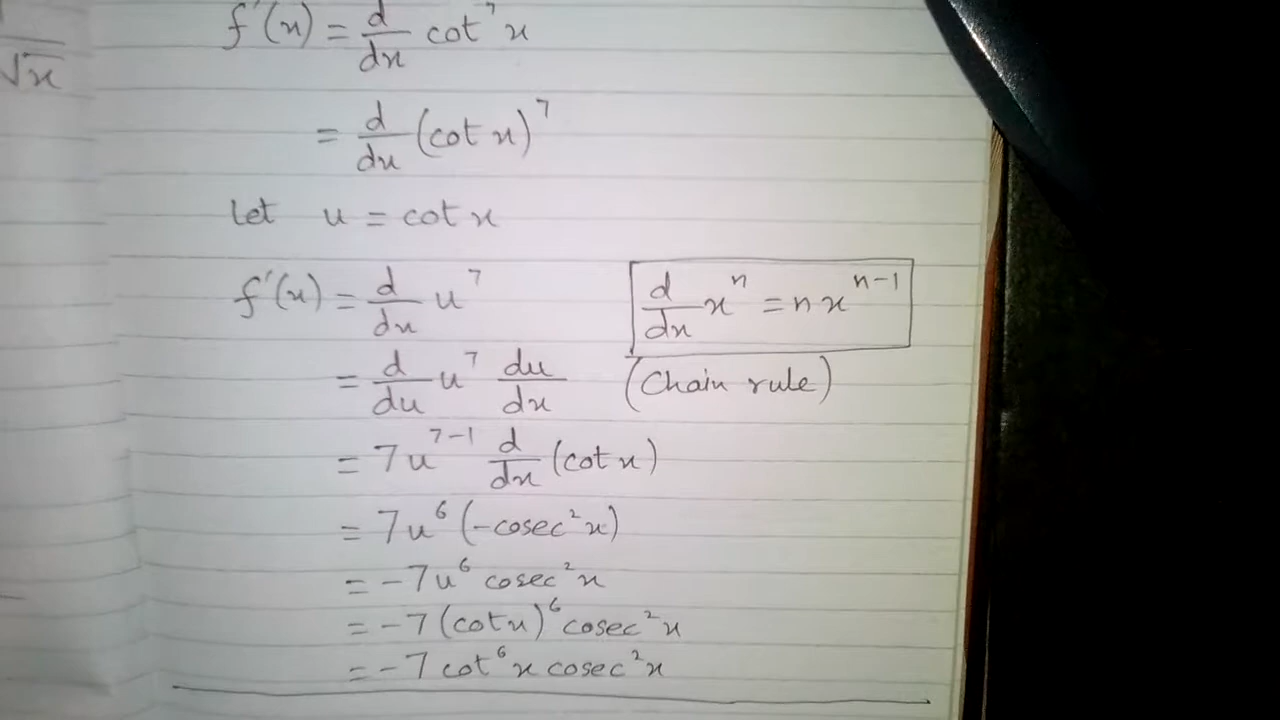 √x
f'(x) = d/dx cot⁷x
= d/dx (cot x)⁷
Let u = cot x
f'(x) = d/dx u⁷
d/dx xⁿ = n xⁿ⁻¹
= d/du u⁷ du/dx (Chain rule)
= 7u⁷⁻¹ d/dx (cot x)
= 7u⁶ (-cosec²x)
= -7u⁶ cosec²x
= -7 (cot x)⁶ cosec²x
= -7 cot⁶x cosec²x